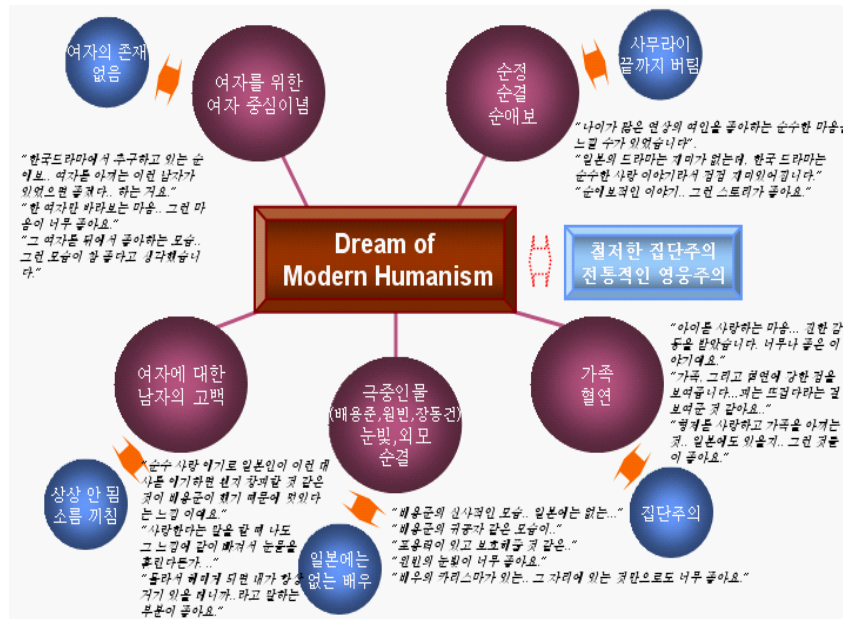 여자의 존재
없음
여자를 위한
여자 중심이념
순정
순결
순애보
사무라이
끝까지 버팀
"나이가 많은 연상의 여인을 좋아하는 순수한 마음을
느낄 수가 있었습니다".
"일본의 드라마는 재미가 없는데, 한국 드라마는
순수한 사랑 이야기라서 점점 재미있어집니다."
"순애보적인 이야기.. 그런 스토리가 좋아요."
"한국드라마에서 추구하고 있는 순
애보.. 여자를 아끼는 이런 남자가
있었으면 좋겠다.. 하는 거요."
"한 여자만 바라보는 마음.. 그런 마
음이 너무 좋아요."
"그 여자를 뒤에서 좋아하는 모습..
그런 모습이 참 좋다고 생각했습니
다."
Dream of
Modern Humanism
철저한 집단주의
전통적인 영웅주의
여자에 대한
남자의 고백
극중인물
(배용준,원빈,장동건)
눈빛,외모
순결
가족
혈연
"아이를 사랑하는 마음... 진한 감
동을 받았습니다. 너무나 좋은 이
야기예요."
"가족, 그리고 혈연에 강한 점을
보여줍니다...피는 뜨겁다라는 걸
보여준 것 같아요.."
"형제를 사랑하고 가족을 아끼는
것.. 일본에도 있을지.. 그런 것들
이 좋아요."
상상 안 됨
소름 끼침
"순수 사랑 얘기로 일본인이 이런 대
사를 얘기하면 왠지 창피할 것 같은
것이 배용준이 했기 때문에 멋있다
는 느낌 이에요."
"사랑한다는 말을 할 때 나도
그 느낌에 같이 빠져서 눈물을
흘린다든가..."
"돌라서 헤어지게 되면 내가 항상
거기 있을 테니까..라고 말하는
부분이 좋아요."
일본에는
없는 배우
"배용준의 신사적인 모습.. 일본에는 없는..."
"배용준의 귀공자 같은 모습이.."
"포용력이 있고 보호해줄 것 같은.."
"원빈의 눈빛이 너무 좋아요."
"배우의 카리스마가 있는.. 그 자리에 있는 것만으로도 너무 좋아요."
집단주의